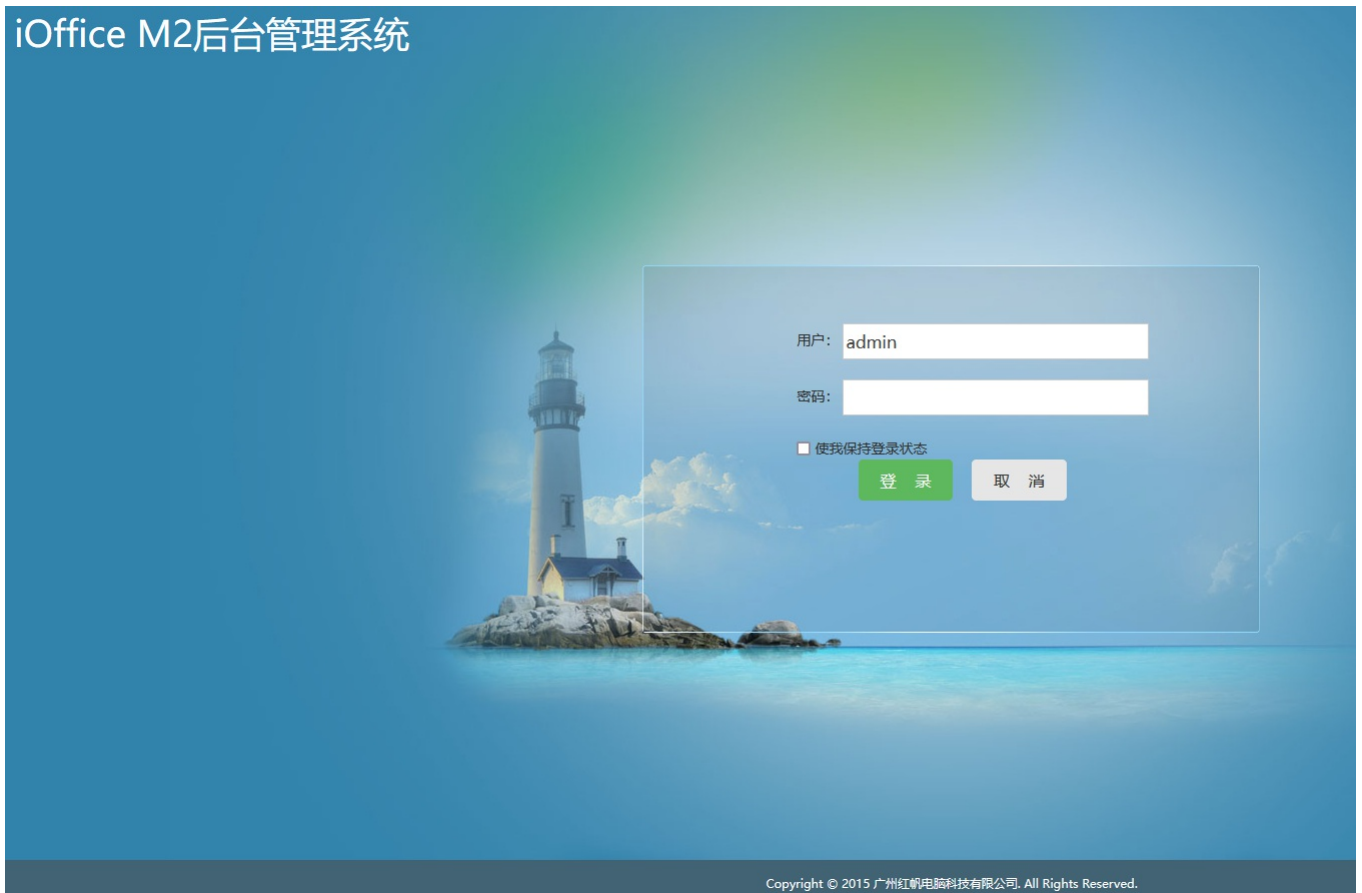 iOffice M2后台管理系统
用户： admin
密码：
使我保持登录状态
登 录 取 消
Copyright © 2015 广州红帆电脑科技有限公司. All Rights Reserved.